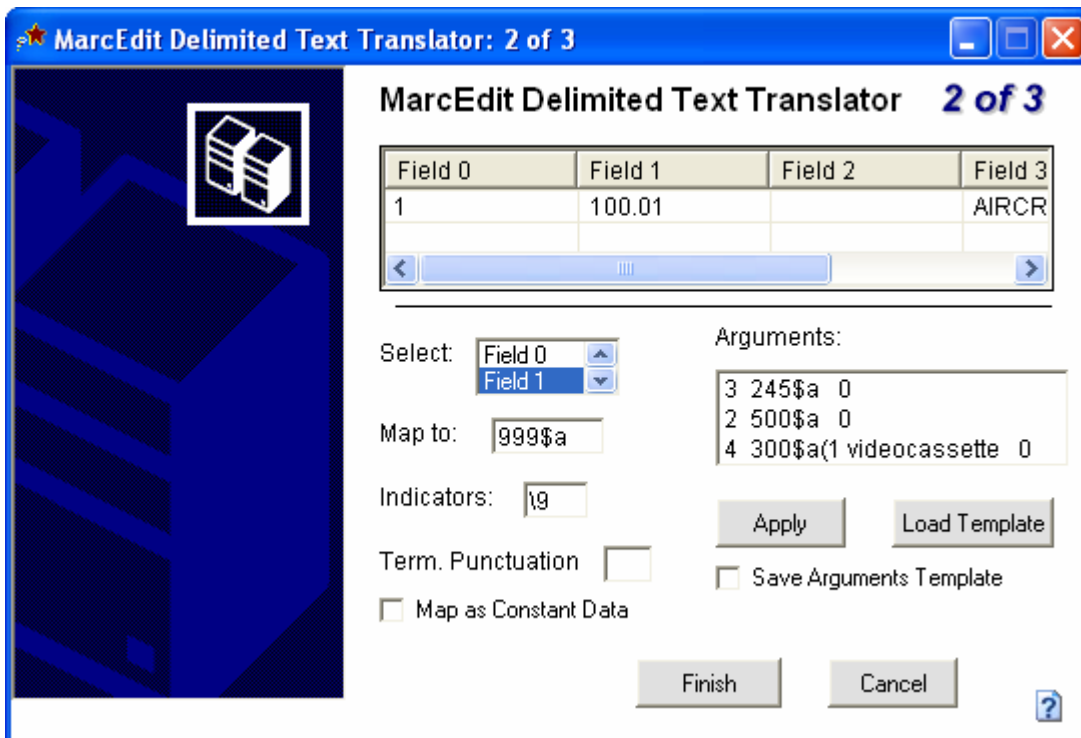 MarcEdit Delimited Text Translator: 2 of 3
MarcEdit Delimited Text Translator 2 of 3
Field 0 Field 1 Field 2 Field 3
1 100.01 AIRCR
Select: Field 0
Field 1
Map to: 999$a
Indicators: \9
Term. Punctuation
Map as Constant Data
Arguments:
3 245$a 0
2 500$a 0
4 300$a(1 videocassette 0
Apply Load Template
Save Arguments Template
Finish Cancel
?